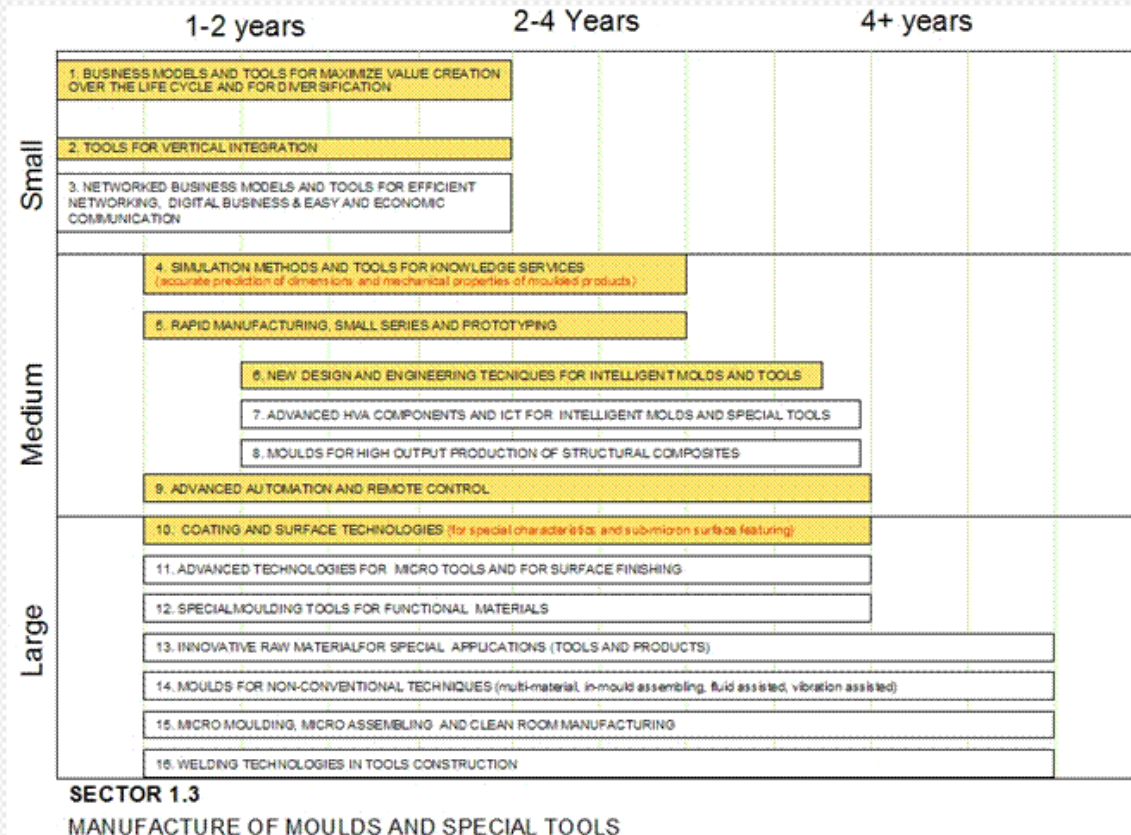 1-2 years
2-4 Years
4+ years
Small
1. BUSINESS MODELS AND TOOLS FOR MAXIMIZE VALUE CREATION
OVER THE LIFE CYCLE AND FOR DIVERSIFICATION
2. TOOLS FOR VERTICAL INTEGRATION
3. NETWORKED BUSINESS MODELS AND TOOLS FOR EFFICIENT
NETWORKING, DIGITAL BUSINESS & EASY AND ECONOMIC
COMMUNICATION
Medium
4. SIMULATION METHODS AND TOOLS FOR KNOWLEDGE SERVICES
(accurate prediction of dimensions and mechanical properties of moulded products)
5. RAPID MANUFACTURING, SMALL SERIES AND PROTOTYPING
6. NEW DESIGN AND ENGINEERING TECNIQUES FOR INTELLIGENT MOLDS AND TOOLS
7. ADVANCED HVA COMPONENTS AND ICT FOR INTELLIGENT MOLDS AND SPECIAL TOOLS
8. MOULDS FOR HIGH OUTPUT PRODUCTION OF STRUCTURAL COMPOSITES
9. ADVANCED AUTOMATION AND REMOTE CONTROL
Large
10. COATING AND SURFACE TECHNOLOGIES (for special characteristics and sub-micron surface featuring)
11. ADVANCED TECHNOLOGIES FOR MICRO TOOLS AND FOR SURFACE FINISHING
12. SPECIALMOULDING TOOLS FOR FUNCTIONAL MATERIALS
13. INNOVATIVE RAW MATERIALFOR SPECIAL APPLICATIONS (TOOLS AND PRODUCTS)
14. MOULDS FOR NON-CONVENTIONAL TECHNIQUES (multi-material, in-mould assembling, fluid assisted, vibration assisted)
15. MICRO MOULDING, MICRO ASSEMBLING AND CLEAN ROOM MANUFACTURING
16. WELDING TECHNOLOGIES IN TOOLS CONSTRUCTION
SECTOR 1.3
MANUFACTURE OF MOULDS AND SPECIAL TOOLS